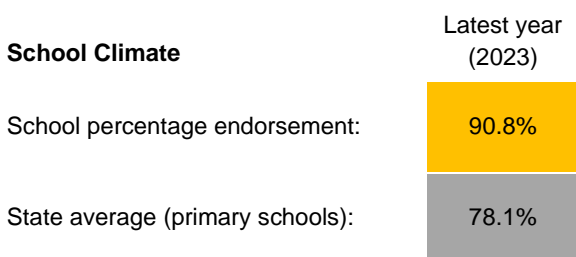 Latest year
School Climate (2023)
School percentage endorsement: 90.8%
State average (primary schools): 78.1%